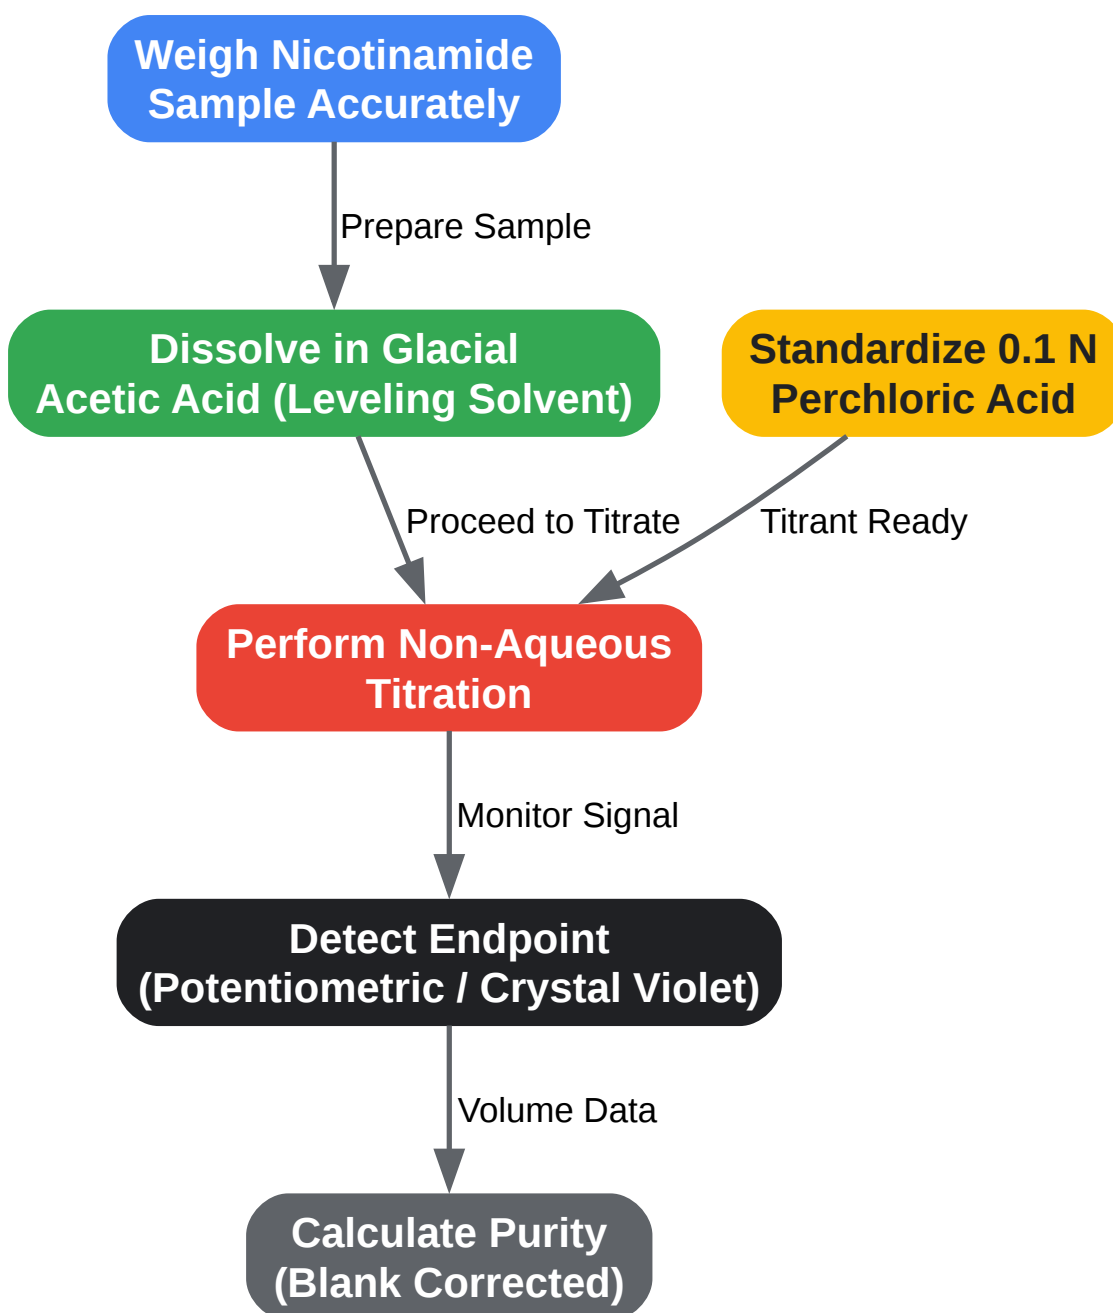 Weigh Nicotinamide
Sample Accurately
Prepare Sample
Dissolve in Glacial
Acetic Acid (Leveling Solvent)
Standardize 0.1 N
Perchloric Acid
Proceed to Titrate
Titrant Ready
Perform Non-Aqueous
Titration
Monitor Signal
Detect Endpoint
(Potentiometric / Crystal Violet)
Volume Data
Calculate Purity
(Blank Corrected)